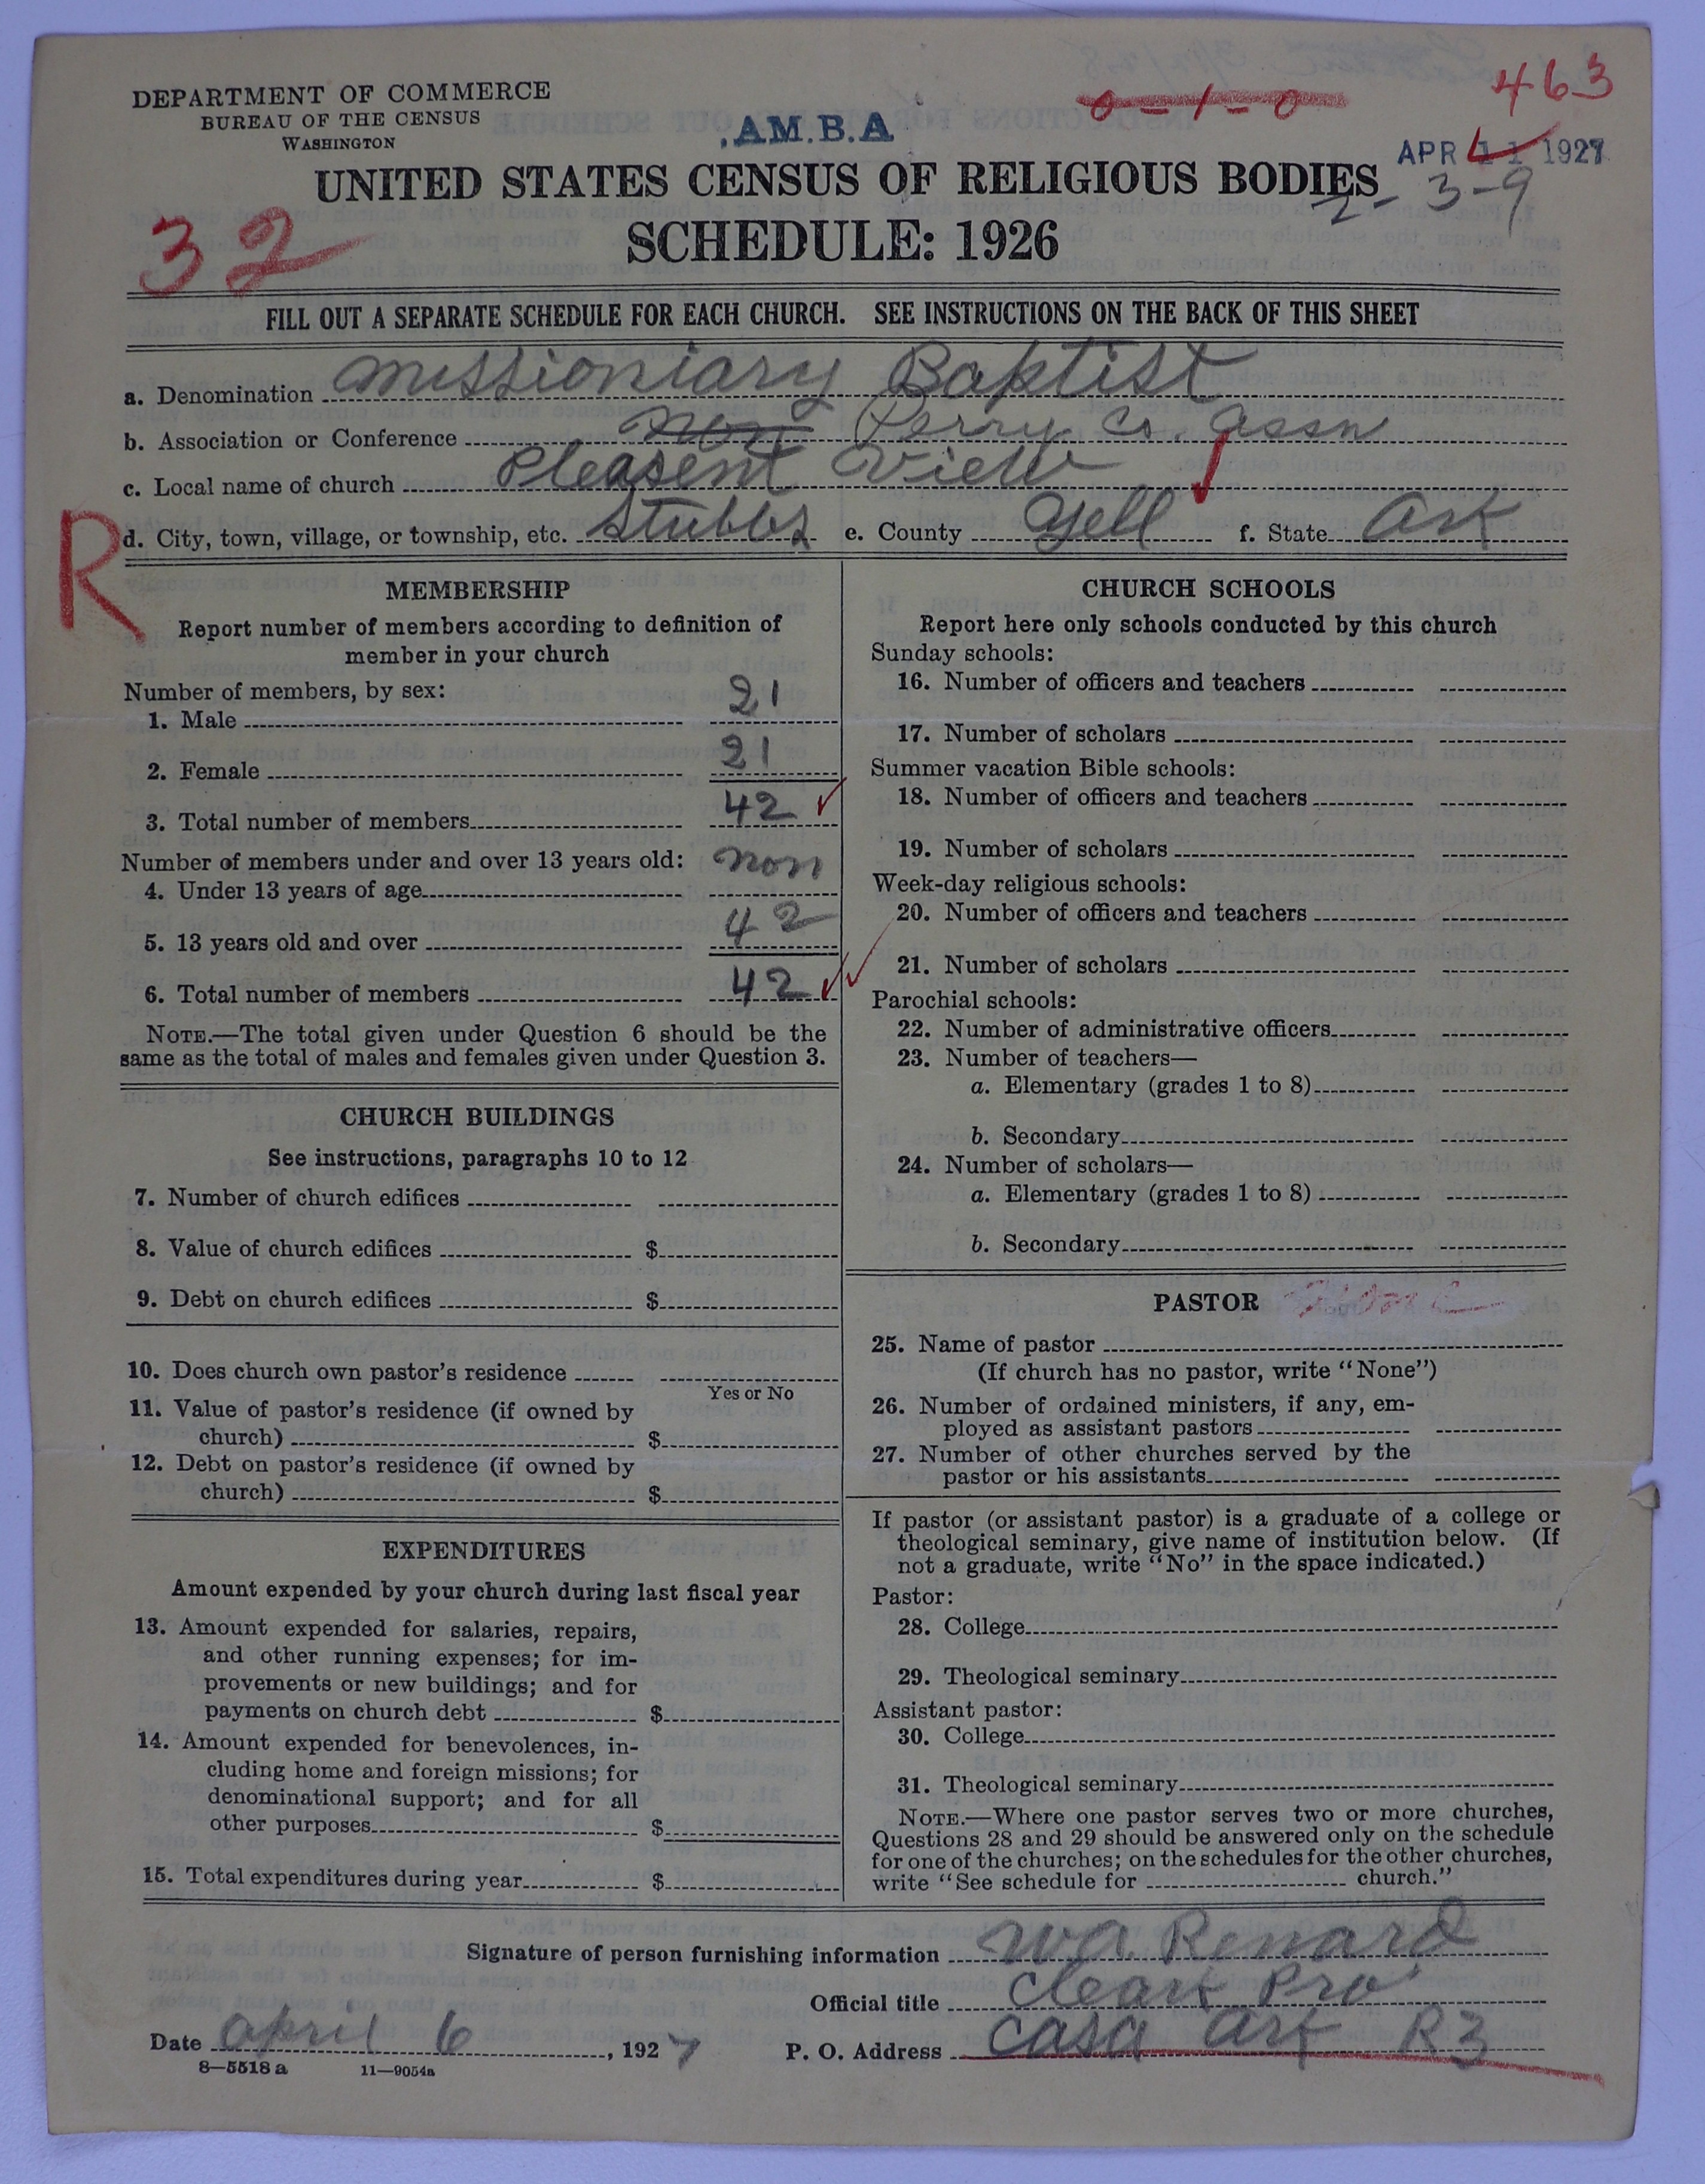 DEPARTMENT OF COMMERCE
BUREAU OF THE CENSUS
WASHINGTON
A.M.B.A
0-1-0
463
APR 11 1927
UNITED STATES CENSUS OF RELIGIOUS BODIES
2-3-9
32
SCHEDULE: 1926
FILL OUT A SEPARATE SCHEDULE FOR EACH CHURCH. SEE INSTRUCTIONS ON THE BACK OF THIS SHEET
a. Denomination missioniary Baptist
b. Association or Conference non Perry Co. assn
c. Local name of church Pleasent view
R
d. City, town, village, or township, etc. Stubbs e. County yell f. State Ark
MEMBERSHIP
Report number of members according to definition of
member in your church
Number of members, by sex:
1. Male 21
2. Female 21
3. Total number of members 42
Number of members under and over 13 years old:
4. Under 13 years of age non
5. 13 years old and over 42
6. Total number of members 42
NOTE.—The total given under Question 6 should be the
same as the total of males and females given under Question 3.
CHURCH BUILDINGS
See instructions, paragraphs 10 to 12
7. Number of church edifices
8. Value of church edifices $
9. Debt on church edifices $
10. Does church own pastor's residence
Yes or No
11. Value of pastor's residence (if owned by
church) $
12. Debt on pastor's residence (if owned by
church) $
EXPENDITURES
Amount expended by your church during last fiscal year
13. Amount expended for salaries, repairs,
and other running expenses; for im-
provements or new buildings; and for
payments on church debt $
14. Amount expended for benevolences, in-
cluding home and foreign missions; for
denominational support; and for all
other purposes $
15. Total expenditures during year $
CHURCH SCHOOLS
Report here only schools conducted by this church
Sunday schools:
16. Number of officers and teachers
17. Number of scholars
Summer vacation Bible schools:
18. Number of officers and teachers
19. Number of scholars
Week-day religious schools:
20. Number of officers and teachers
21. Number of scholars
Parochial schools:
22. Number of administrative officers
23. Number of teachers—
a. Elementary (grades 1 to 8)
b. Secondary
24. Number of scholars—
a. Elementary (grades 1 to 8)
b. Secondary
PASTOR None
25. Name of pastor
(If church has no pastor, write "None")
26. Number of ordained ministers, if any, em-
ployed as assistant pastors
27. Number of other churches served by the
pastor or his assistants
If pastor (or assistant pastor) is a graduate of a college or
theological seminary, give name of institution below. (If
not a graduate, write "No" in the space indicated.)
Pastor:
28. College
29. Theological seminary
Assistant pastor:
30. College
31. Theological seminary
NOTE.—Where one pastor serves two or more churches,
Questions 28 and 29 should be answered only on the schedule
for one of the churches; on the schedules for the other churches,
write "See schedule for church."
Signature of person furnishing information W.A. Renard
Official title Cleark Pro
Date april 6, 1927 P. O. Address Casa Ark R3
8—5518 a 11—9054a